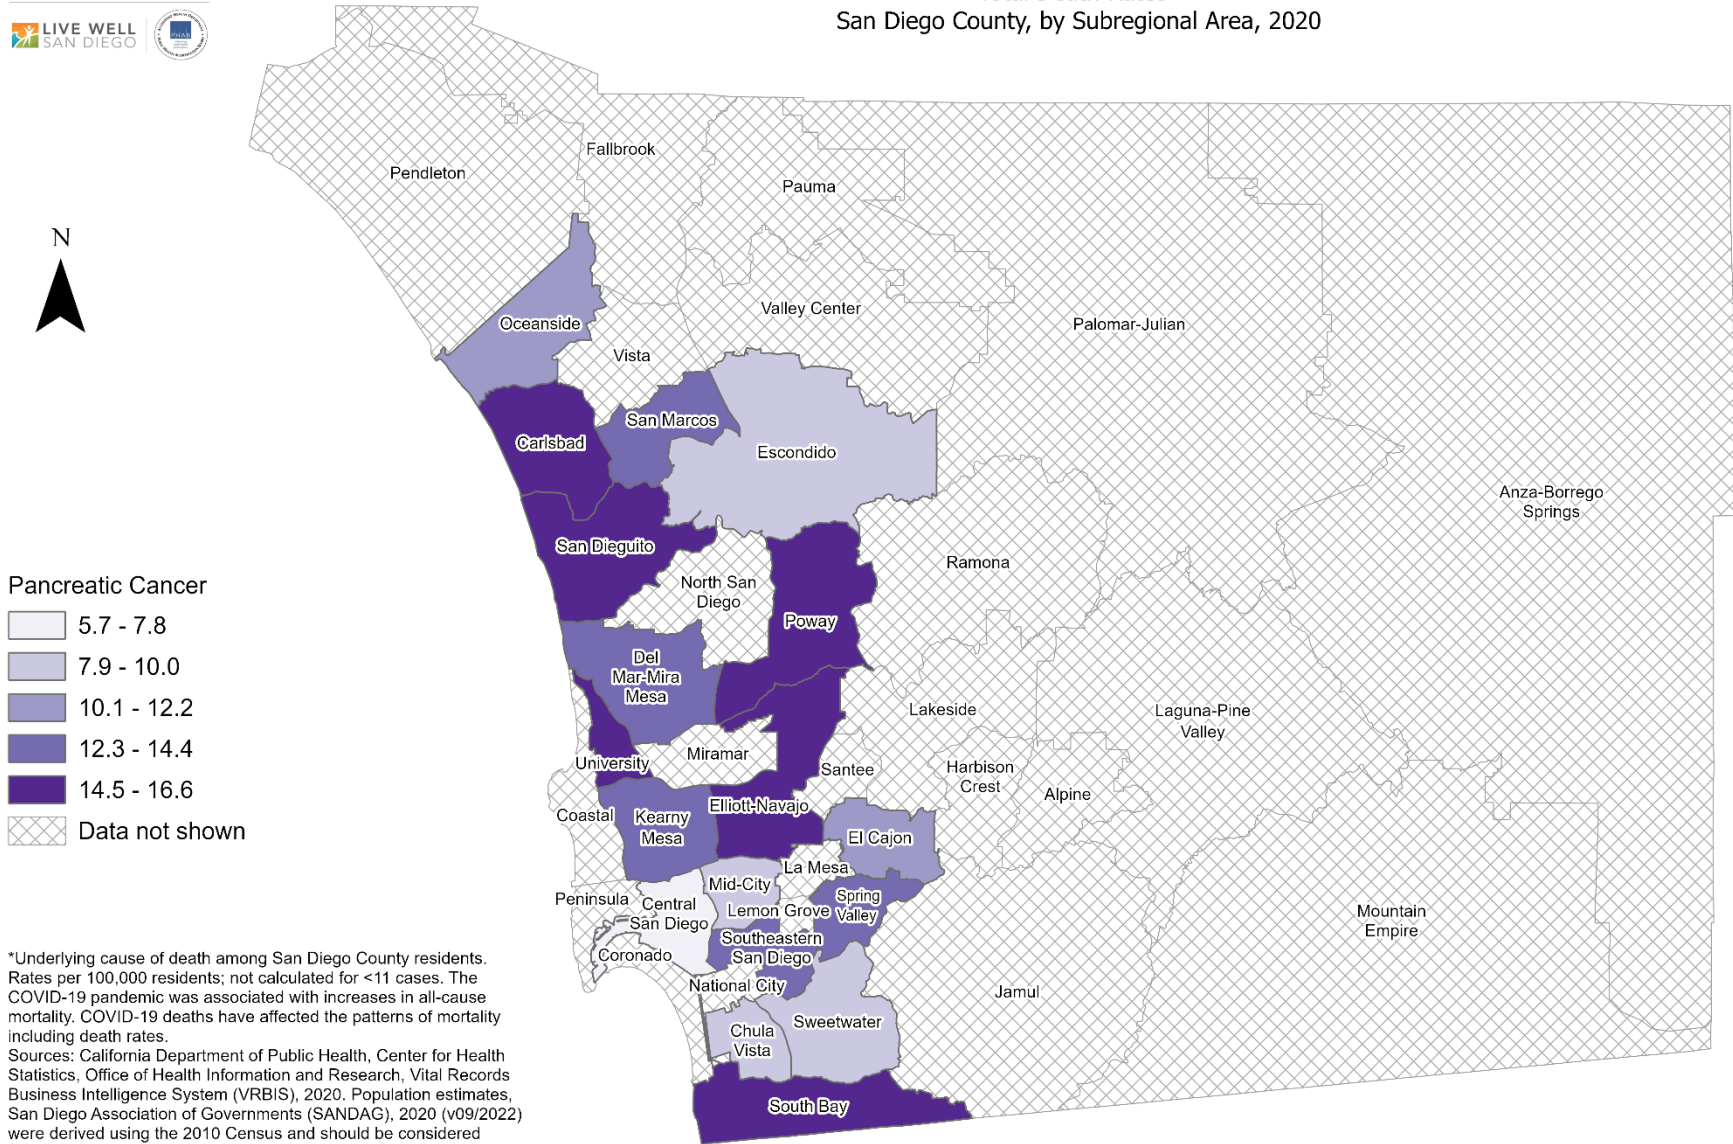 LIVE WELL
SAN DIEGO
PHAB
San Diego County, by Subregional Area, 2020
N
Pendleton
Fallbrook
Pauma
Oceanside
Vista
Valley Center
Palomar-Julian
San Marcos
Carlsbad
Escondido
Anza-Borrego
Springs
San Dieguito
North San
Diego
Poway
Ramona
Del
Mar-Mira
Mesa
Lakeside
Laguna-Pine
Valley
University
Miramar
Santee
Harbison
Crest
Alpine
Coastal
Kearny
Mesa
Elliott-Navajo
El Cajon
La Mesa
Mid-City
Peninsula
Central
San Diego
Lemon Grove
Spring
Valley
Southeastern
San Diego
Coronado
National City
Mountain
Empire
Jamul
Chula
Vista
Sweetwater
South Bay
Pancreatic Cancer
5.7 - 7.8
7.9 - 10.0
10.1 - 12.2
12.3 - 14.4
14.5 - 16.6
Data not shown
*Underlying cause of death among San Diego County residents.
Rates per 100,000 residents; not calculated for <11 cases. The
COVID-19 pandemic was associated with increases in all-cause
mortality. COVID-19 deaths have affected the patterns of mortality
including death rates.
Sources: California Department of Public Health, Center for Health
Statistics, Office of Health Information and Research, Vital Records
Business Intelligence System (VRBIS), 2020. Population estimates,
San Diego Association of Governments (SANDAG), 2020 (v09/2022)
were derived using the 2010 Census and should be considered